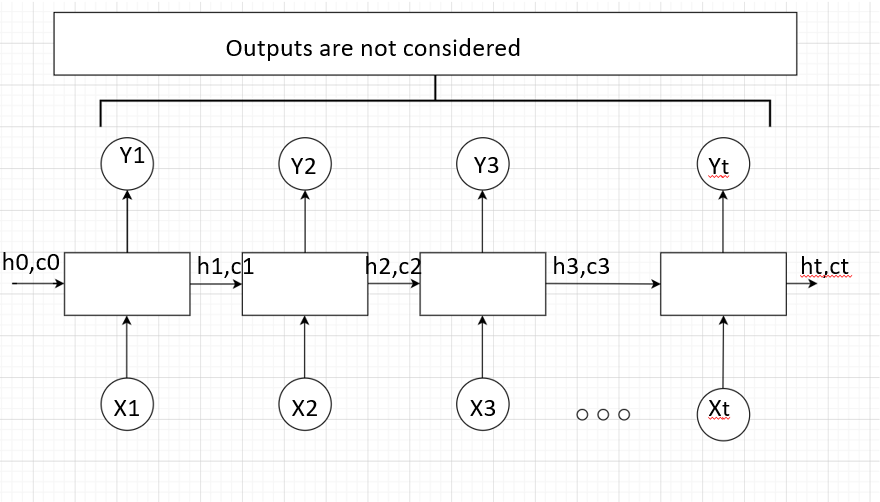 Outputs are not considered
Y1
Y2
Y3
Yt
h0,c0
h1,c1
h2,c2
h3,c3
ht,ct
X1
X2
X3
Xt